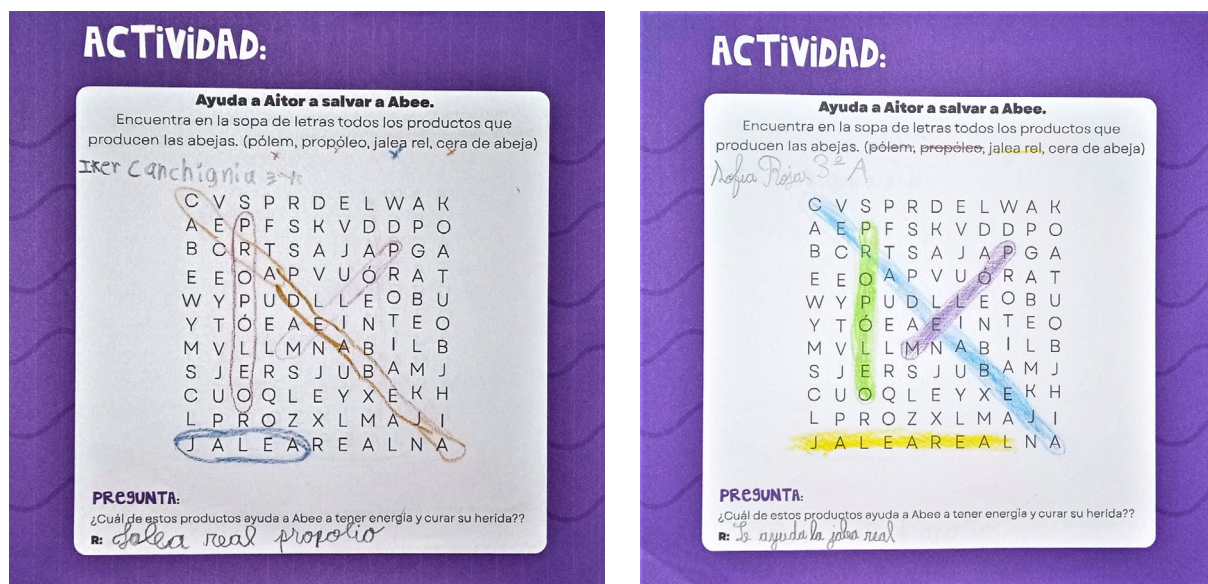 ACTIVIDAD:
Ayuda a Aitor a salvar a Abee.
Encuentra en la sopa de letras todos los productos que
producen las abejas. (pólem, propóleo, jalea rel, cera de abeja)
Iker Canchignia 3ºA
C V S P R D E L W A K
A E P F S K V D D P O
B C R T S A J A P G A
E E O A P V U Ó R A T
W Y P U D L L E O B U
Y T Ó E A E I N T E O
M V L L M N A B I L B
S J E R S J U B A M J
C U O Q L E Y X E K H
L P R O Z X L M A J I
J A L E A R E A L N A
PREGUNTA:
¿Cuál de estos productos ayuda a Abee a tener energía y curar su herida??
R: Jalea real propolio
ACTIVIDAD:
Ayuda a Aitor a salvar a Abee.
Encuentra en la sopa de letras todos los productos que
producen las abejas. (pólem, propóleo, jalea rel, cera de abeja)
Sofia Rojas 3º A
C V S P R D E L W A K
A E P F S K V D D P O
B C R T S A J A P G A
E E O A P V U Ó R A T
W Y P U D L L E O B U
Y T Ó E A E I N T E O
M V L L M N A B I L B
S J E R S J U B A M J
C U O Q L E Y X E K H
L P R O Z X L M A J I
J A L E A R E A L N A
PREGUNTA:
¿Cuál de estos productos ayuda a Abee a tener energía y curar su herida??
R: Le ayuda la jalea real